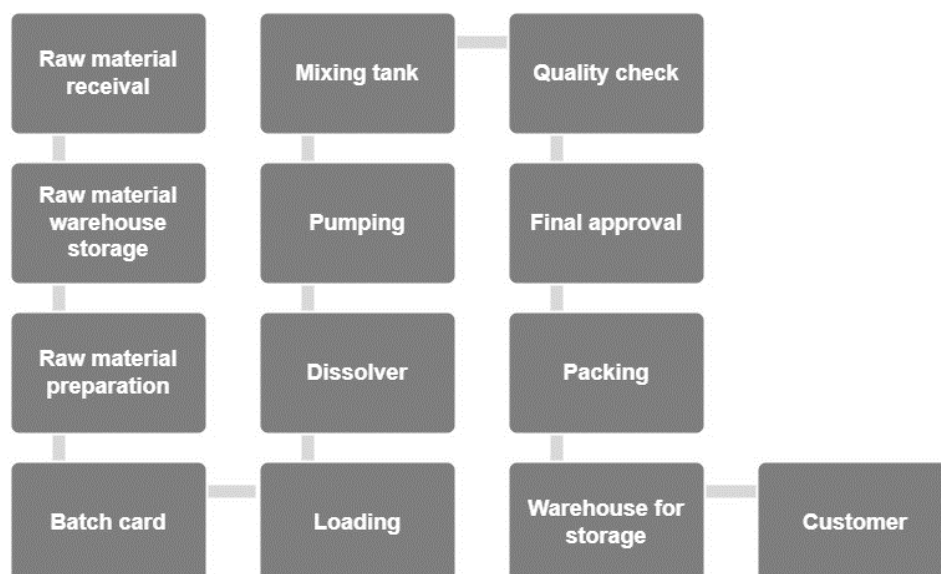 Raw material
receival
Raw material
warehouse
storage
Raw material
preparation
Batch card
Loading
Dissolver
Pumping
Mixing tank
Quality check
Final approval
Packing
Warehouse for
storage
Customer